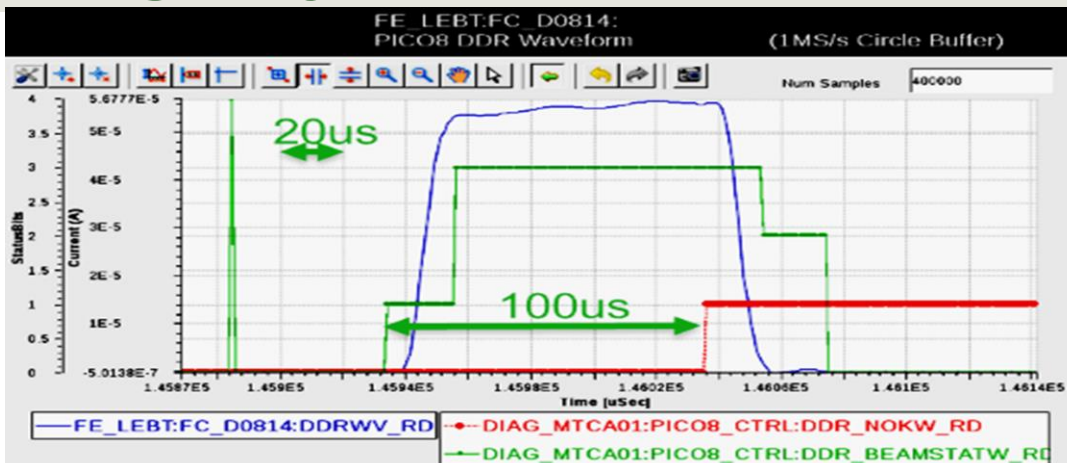 FE_LEBT:FC_D0814:
PICO8 DDR Waveform (1MS/s Circle Buffer)
Num Samples 400000
4 5.6777E-5
3.5 5E-5
3 4E-5
2.5 3E-5
2
1.5 2E-5
1 1E-5
0.5
0 -5.0138E-7
StatusBits
Current (A)
20us
100us
1.4587E5 1.459E5 1.4594E5 1.4598E5 1.4602E5 1.4606E5 1.461E5 1.4614E5
Time [uSec]
FE_LEBT:FC_D0814:DDRWV_RD
DIAG_MTCA01:PICO8_CTRL:DDR_NOKW_RD
DIAG_MTCA01:PICO8_CTRL:DDR_BEAMSTATW_RD